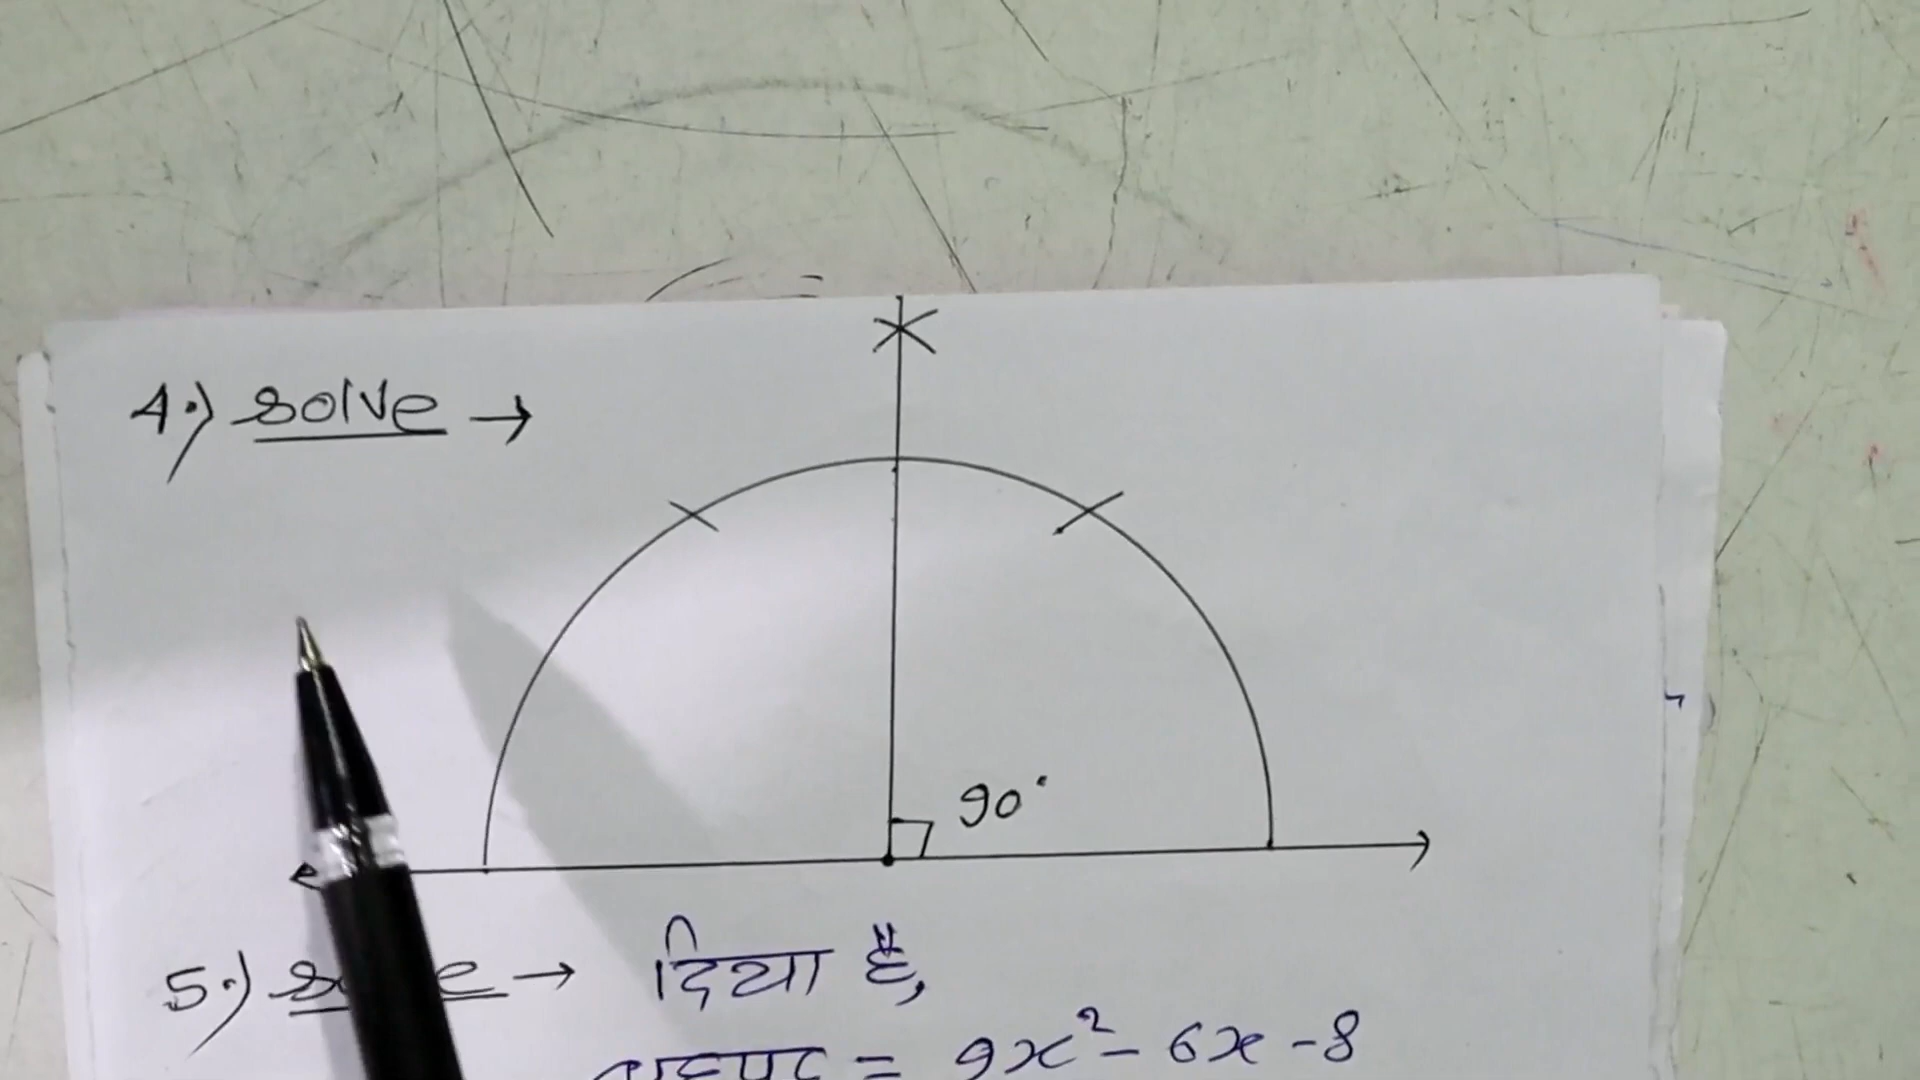 4.) solve →
90°
5.) →  दिया है,
= 9x² - 6x - 8